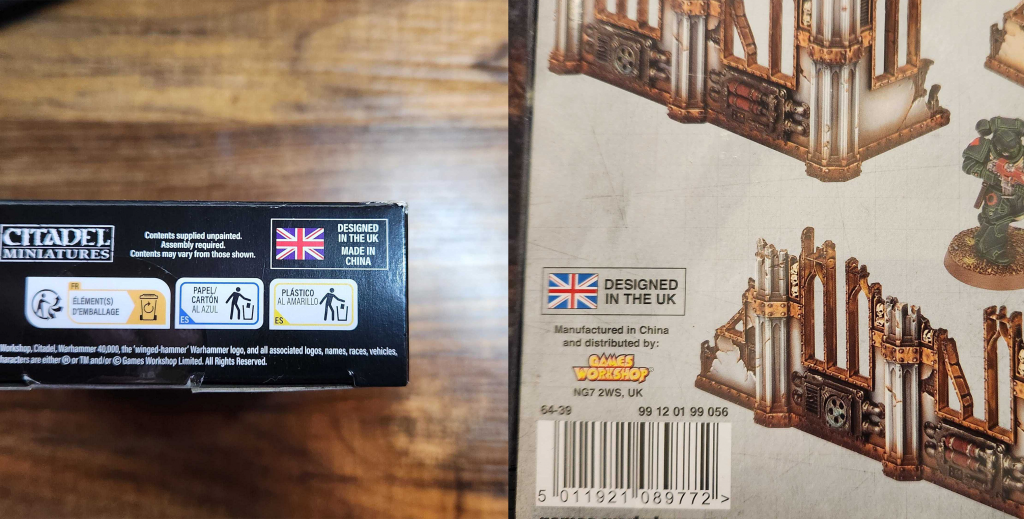 CITADEL
MINIATURES
Contents supplied unpainted.
Assembly required.
Contents may vary from those shown.
DESIGNED
IN THE UK
MADE IN
CHINA
FR
ÉLÉMENT(S)
D'EMBALLAGE
PAPEL/
CARTÓN
AL AZUL
ES
PLÁSTICO
AL AMARILLO
ES
Workshop, Citadel, Warhammer 40,000, the 'winged-hammer' Warhammer logo, and all associated logos, names, races, vehicles,
characters are either ® or TM and/or © Games Workshop Limited. All Rights Reserved.
DESIGNED
IN THE UK
Manufactured in China
and distributed by:
GAMES
WORKSHOP
NG7 2WS, UK
64-39 99 12 01 99 056
5 011921 089772 >